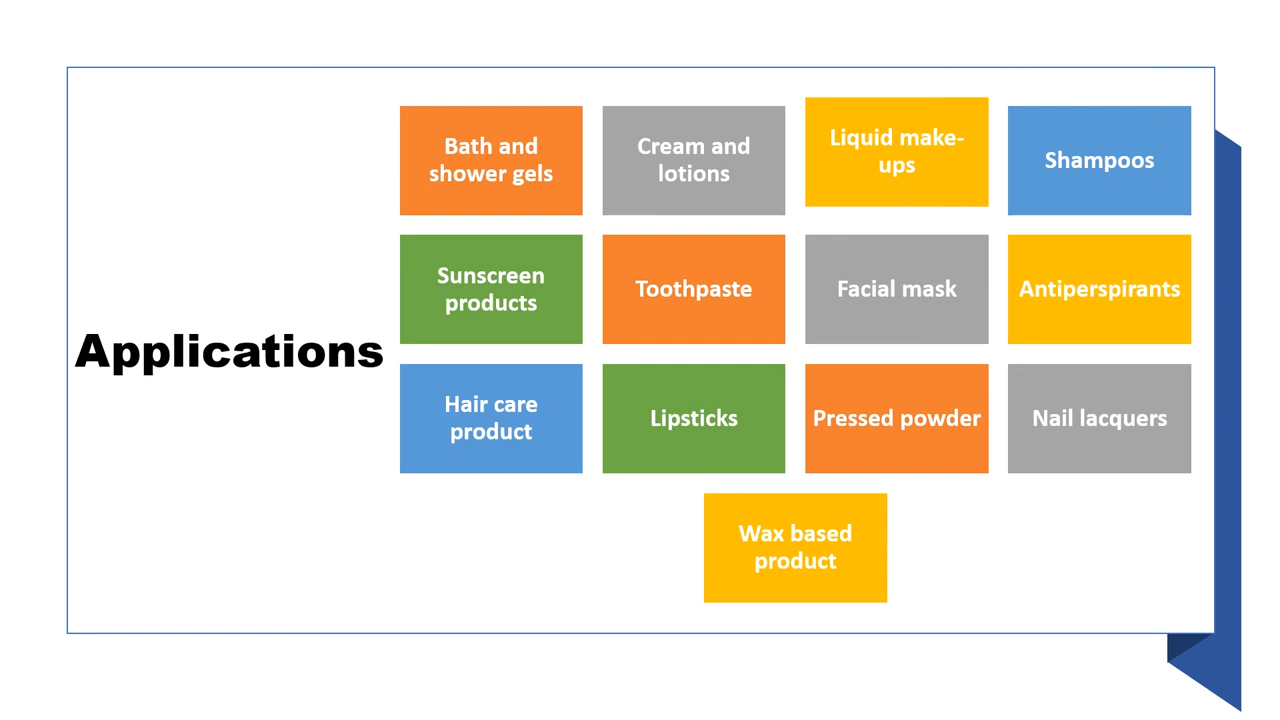 Applications
Bath and
shower gels
Cream and
lotions
Liquid make-
ups
Shampoos
Sunscreen
products
Toothpaste
Facial mask
Antiperspirants
Hair care
product
Lipsticks
Pressed powder
Nail lacquers
Wax based
product